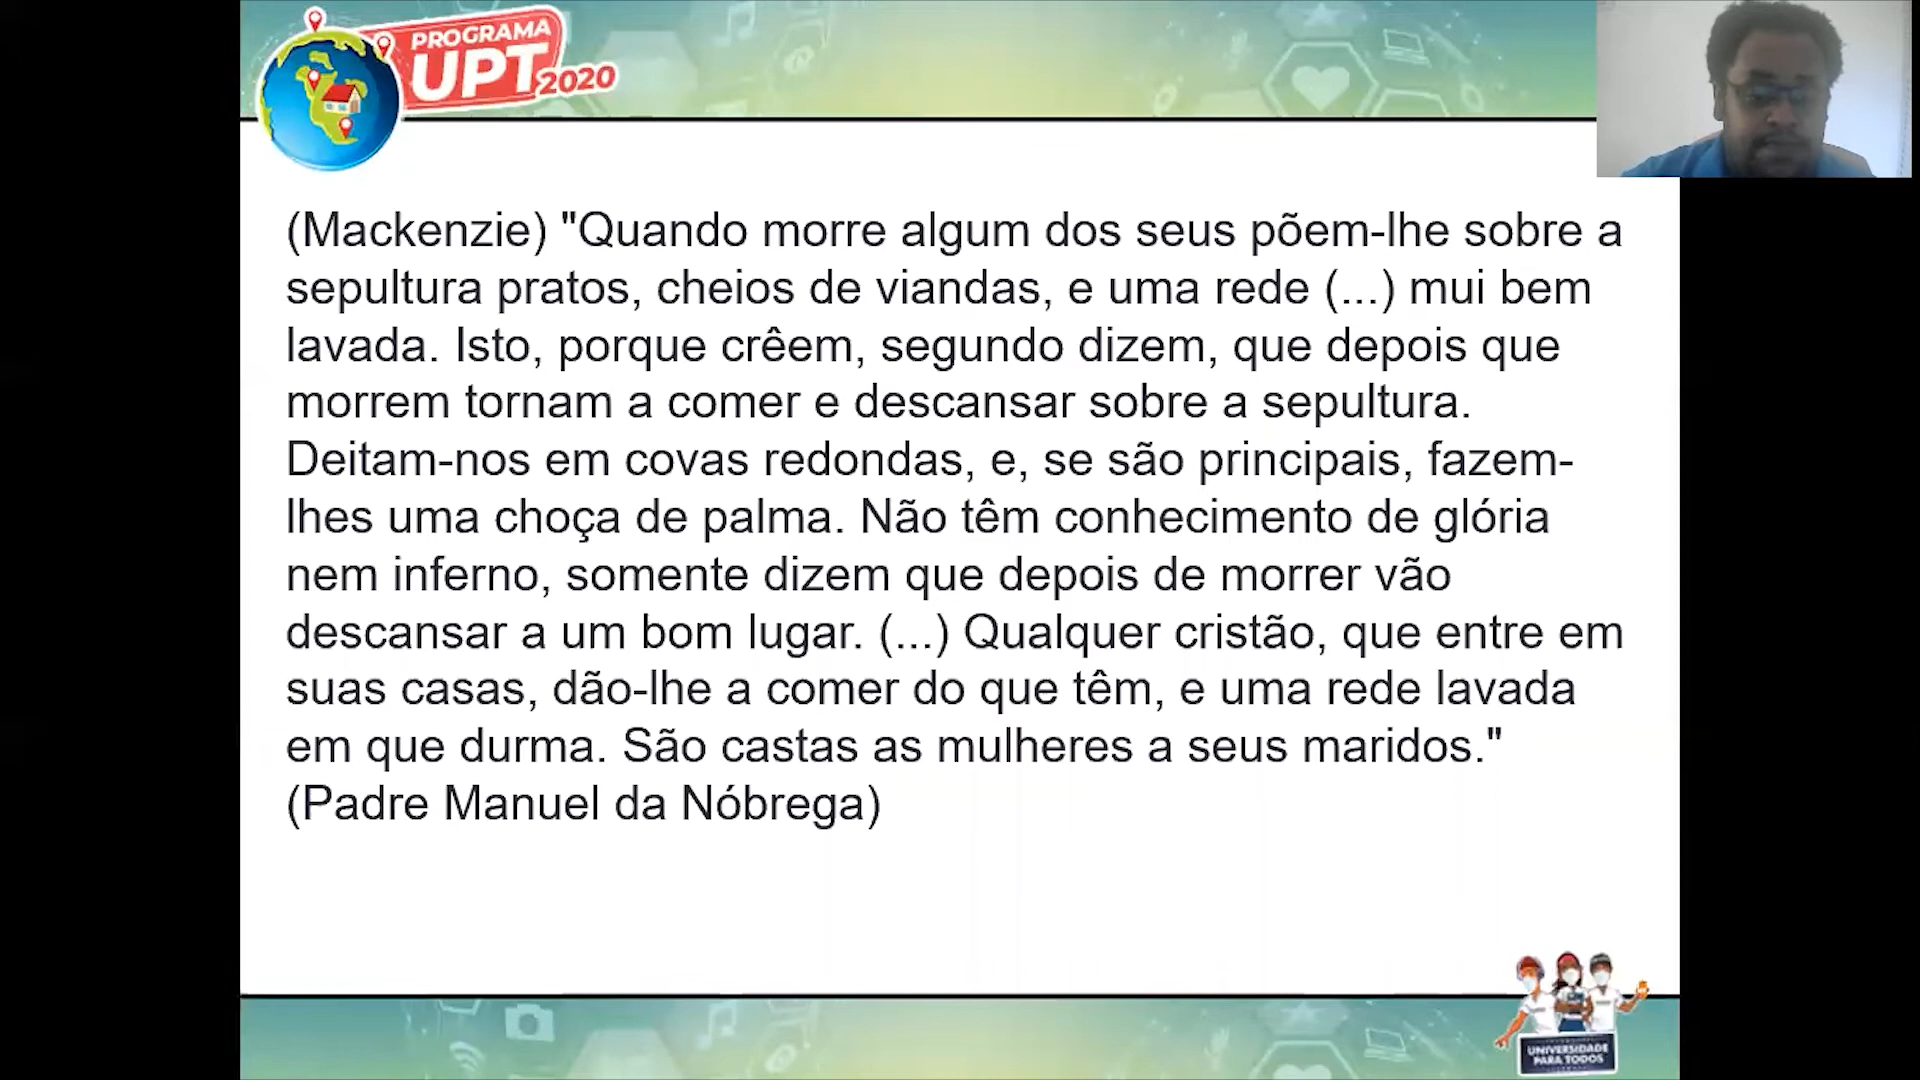 PROGRAMA
UPT 2020
(Mackenzie) "Quando morre algum dos seus põem-lhe sobre a
sepultura pratos, cheios de viandas, e uma rede (...) mui bem
lavada. Isto, porque crêem, segundo dizem, que depois que
morrem tornam a comer e descansar sobre a sepultura.
Deitam-nos em covas redondas, e, se são principais, fazem-
lhes uma choça de palma. Não têm conhecimento de glória
nem inferno, somente dizem que depois de morrer vão
descansar a um bom lugar. (...) Qualquer cristão, que entre em
suas casas, dão-lhe a comer do que têm, e uma rede lavada
em que durma. São castas as mulheres a seus maridos."
(Padre Manuel da Nóbrega)
UNIVERSIDADE
PARA TODOS